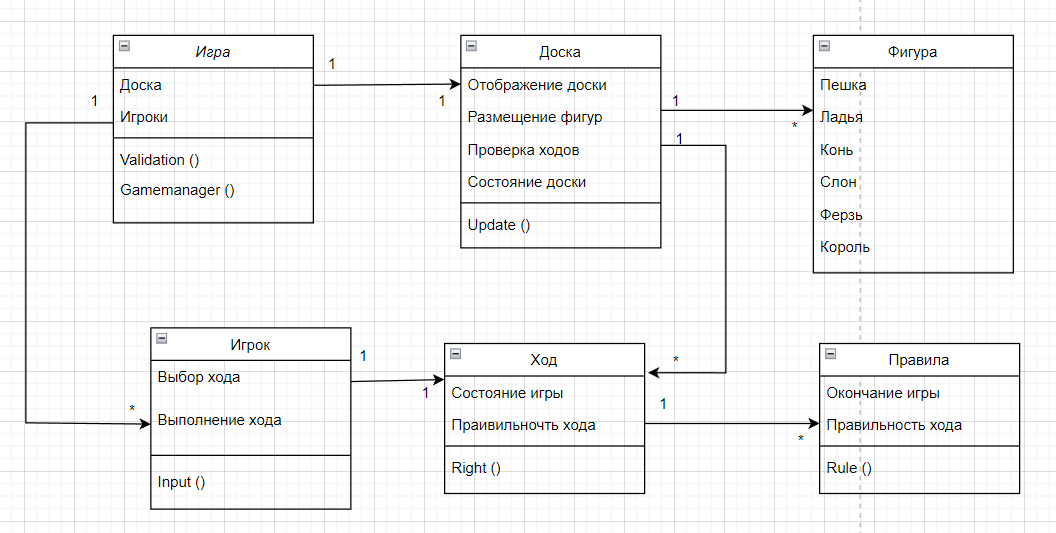 Игра
Доска
Игроки
Validation ()
Gamemanager ()
1
1
1
Доска
Отображение доски
Размещение фигур
Проверка ходов
Состояние доски
Update ()
1
*
1
Фигура
Пешка
Ладья
Конь
Слон
Ферзь
Король
Игрок
Выбор хода
Выполнение хода
Input ()
*
1
1
Ход
Состояние игры
Праивильночть хода
Right ()
*
1
*
Правила
Окончание игры
Правильность хода
Rule ()